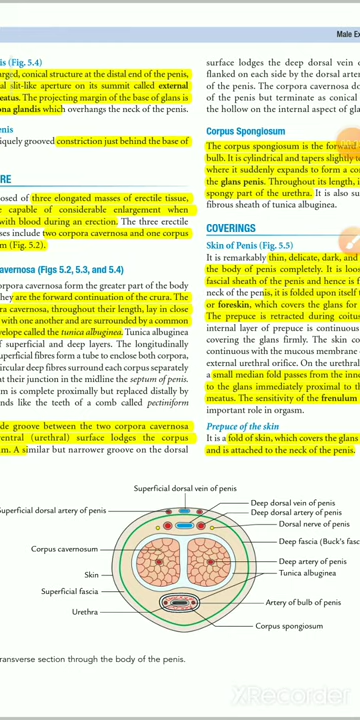 Male Ex
is (Fig. 5.4)
arged, conical structure at the distal end of the penis,
al slit-like aperture on its summit called external
eatus. The projecting margin of the base of glans is
ona glandis which overhangs the neck of the penis.
enis
iquely grooved constriction just behind the base of
RE
posed of three elongated masses of erectile tissue,
e capable of considerable enlargement when
with blood during an erection. The three erectile
ses include two corpora cavernosa and one corpus
m (Fig. 5.2).
avernosa (Figs 5.2, 5.3, and 5.4)
orpora cavernosa form the greater part of the body
They are the forward continuation of the crura. The
ra cavernosa, throughout their length, lay in close
with one another and are surrounded by a common
velope called the tunica albuginea. Tunica albuginea
of superficial and deep layers. The longitudinally
uperficial fibres form a tube to enclose both corpora,
ircular deep fibres surround each corpus separately
at their junction in the midline the septum of penis.
m is complete proximally but replaced distally by
nds like the teeth of a comb called pectiniform
de groove between the two corpora cavernosa
ventral (urethral) surface lodges the corpus
m. A similar but narrower groove on the dorsal
surface lodges the deep dorsal vein o
flanked on each side by the dorsal arter
of the penis. The corpora cavernosa do
of the penis but terminate as conical
the hollow on the internal aspect of gla
Corpus Spongiosum
The corpus spongiosum is the forward
bulb. It is cylindrical and tapers slightly t
where it suddenly expands to form a co
the glans penis. Throughout its length, i
spongy part of the urethra. It is also su
fibrous sheath of tunica albuginea.
COVERINGS
Skin of Penis (Fig. 5.5)
It is remarkably thin, delicate, dark, and
the body of penis completely. It is loos
fascial sheath of the penis and hence is f
neck of the penis, it is folded upon itself
or foreskin, which covers the glans for
The prepuce is retracted during coitus
internal layer of prepuce is continuous
covering the glans firmly. The skin co
continuous with the mucous membrane
external urethral orifice. On the urethral
a small median fold passes from the inne
to the glans immediately proximal to th
meatus. The sensitivity of the frenulum
important role in orgasm.
Prepuce of the skin
It is a fold of skin, which covers the glans
and is attached to the neck of the penis.
Superficial dorsal vein of penis
Superficial dorsal artery of penis
Deep dorsal vein of penis
Deep dorsal artery of penis
Dorsal nerve of penis
Corpus cavernosum
Deep fascia (Buck's fasc
Deep artery of penis
Skin
Tunica albuginea
Superficial fascia
Urethra
Artery of bulb of penis
Corpus spongiosum
ransverse section through the body of the penis.
XRecorder